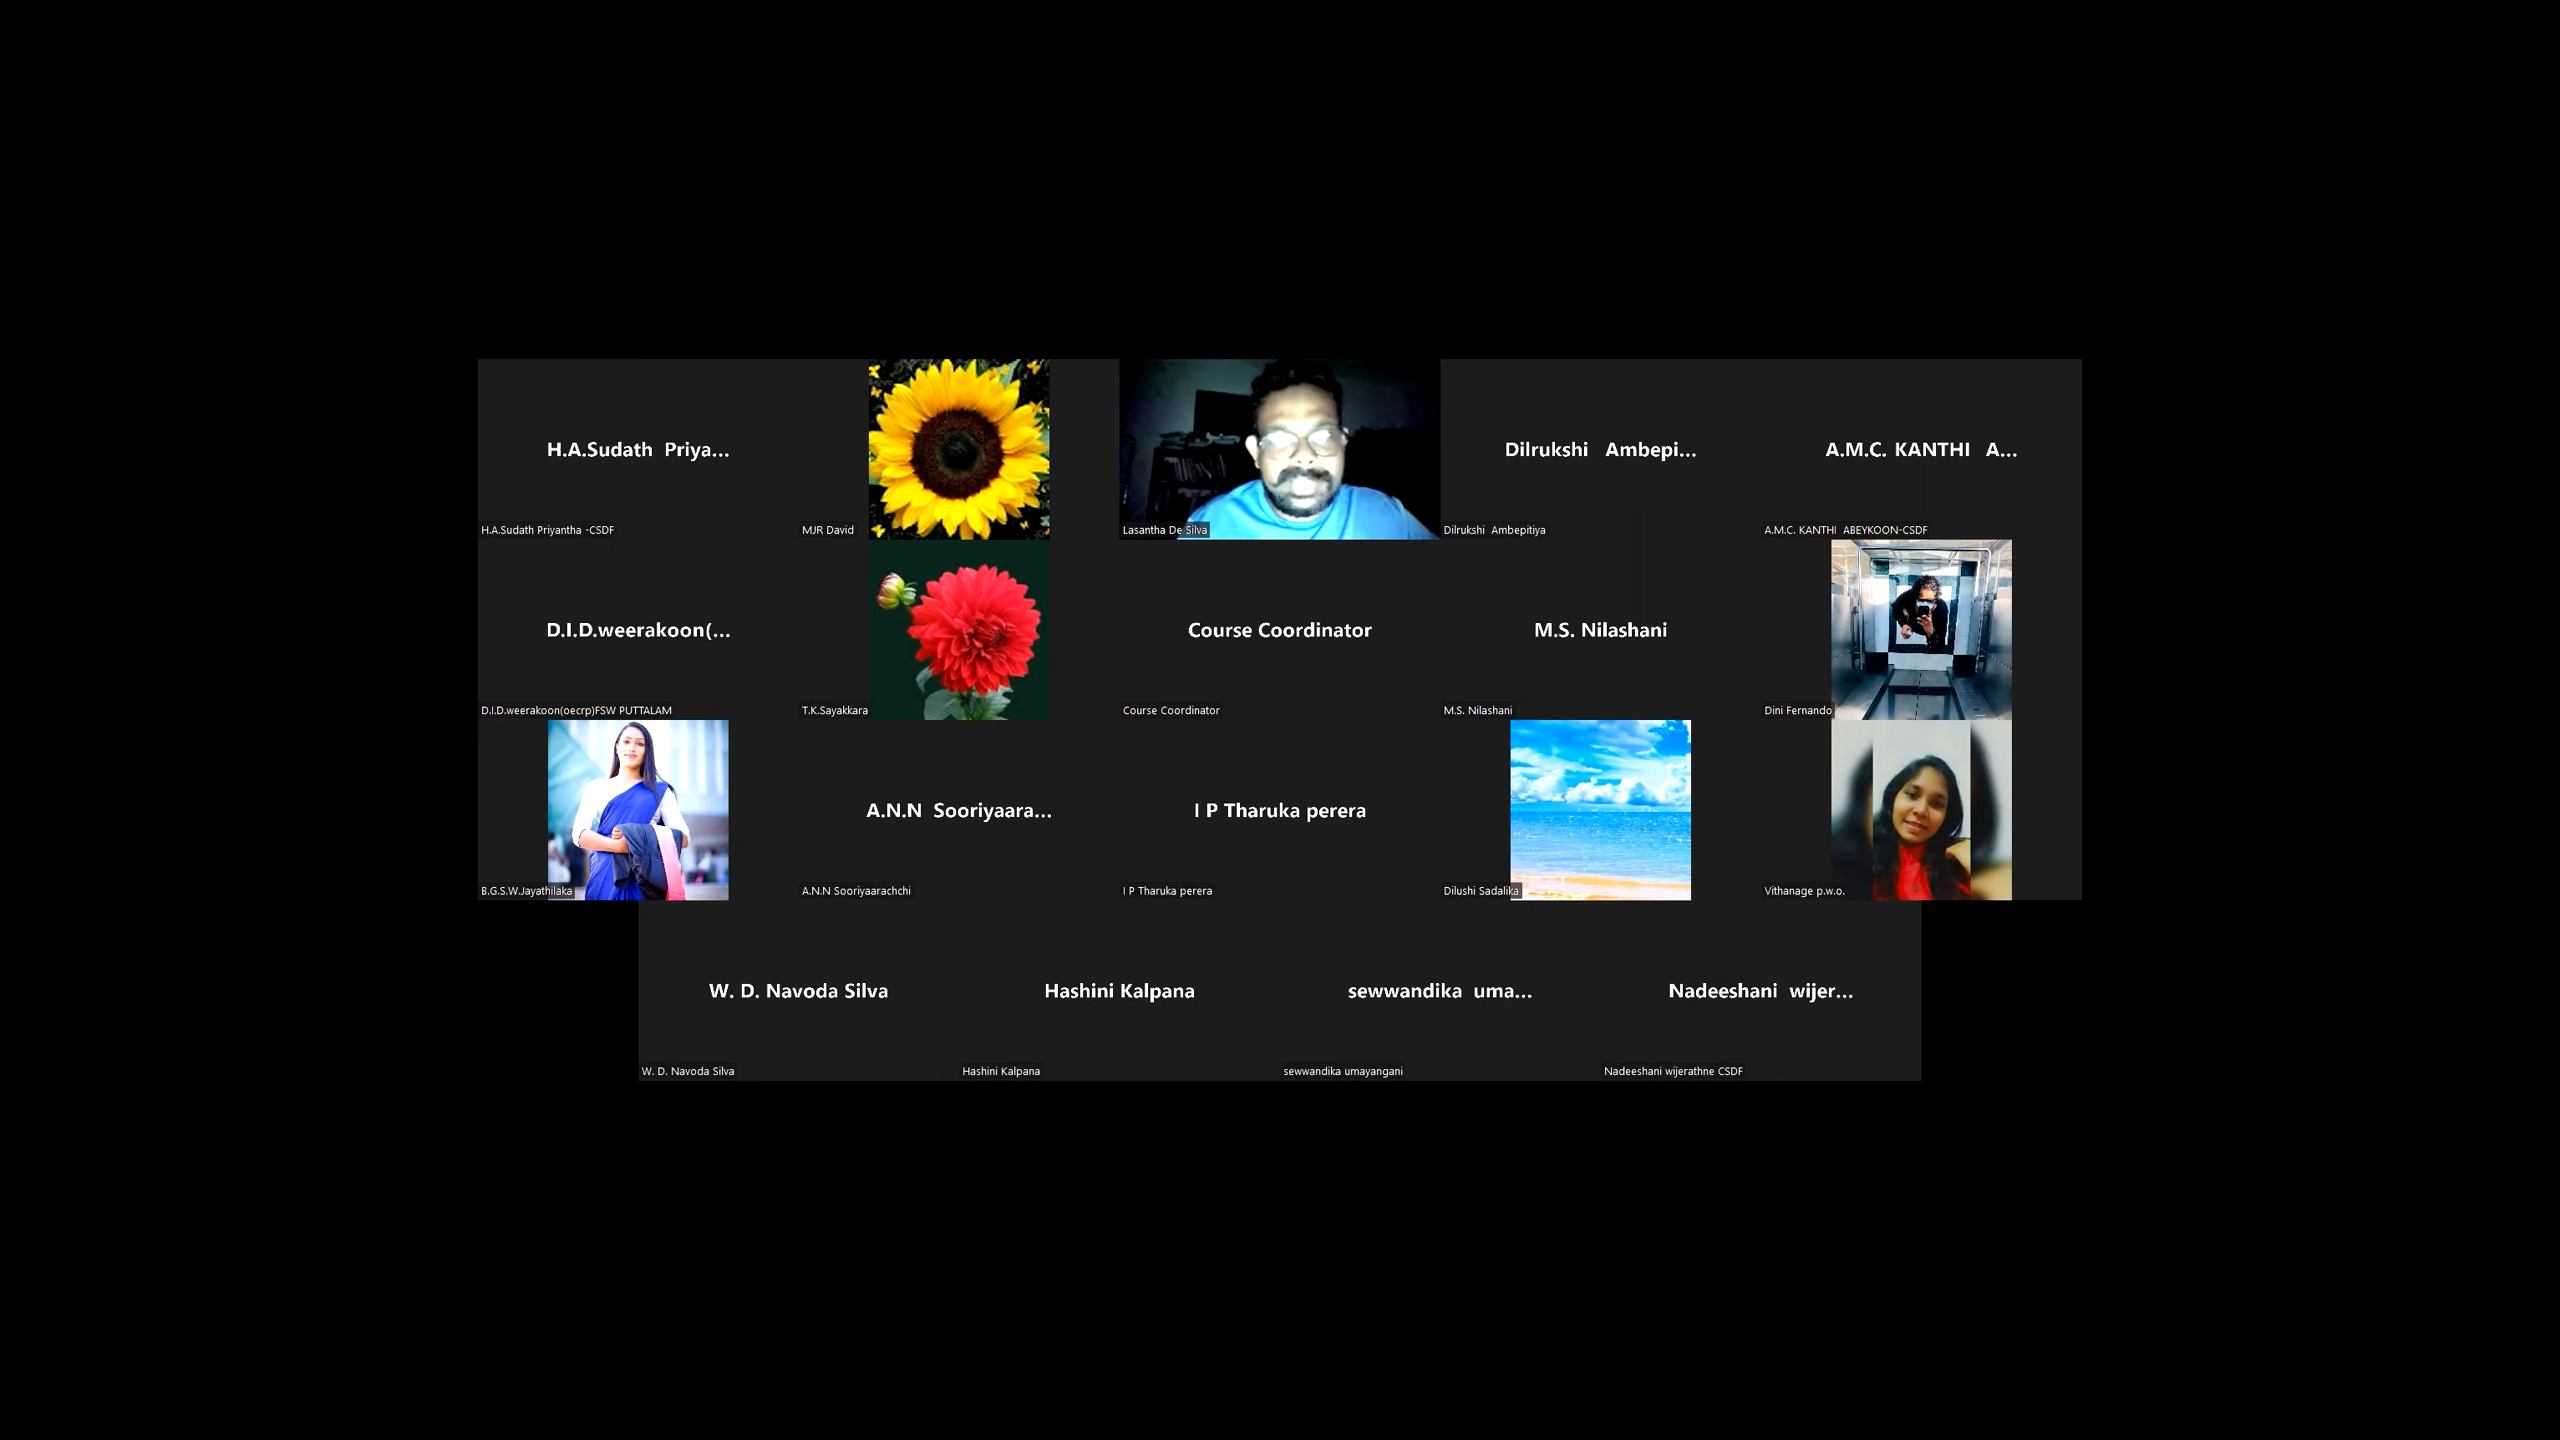 H.A.Sudath Priya...
H.A.Sudath Priyantha -CSDF
MJR David
Lasantha De Silva
Dilrukshi Ambepi...
Dilrukshi Ambepitiya
A.M.C. KANTHI A...
A.M.C. KANTHI ABEYKOON-CSDF
D.I.D.weerakoon(...
D.I.D.weerakoon(oecrp)FSW PUTTALAM
T.K.Sayakkara
Course Coordinator
Course Coordinator
M.S. Nilashani
M.S. Nilashani
Dini Fernando
B.G.S.W.Jayathilaka
A.N.N Sooriyaara...
A.N.N Sooriyaarachchi
I P Tharuka perera
I P Tharuka perera
Dilushi Sadalika
Vithanage p.w.o.
W. D. Navoda Silva
W. D. Navoda Silva
Hashini Kalpana
Hashini Kalpana
sewwandika uma...
sewwandika umayangani
Nadeeshani wijer...
Nadeeshani wijerathne CSDF